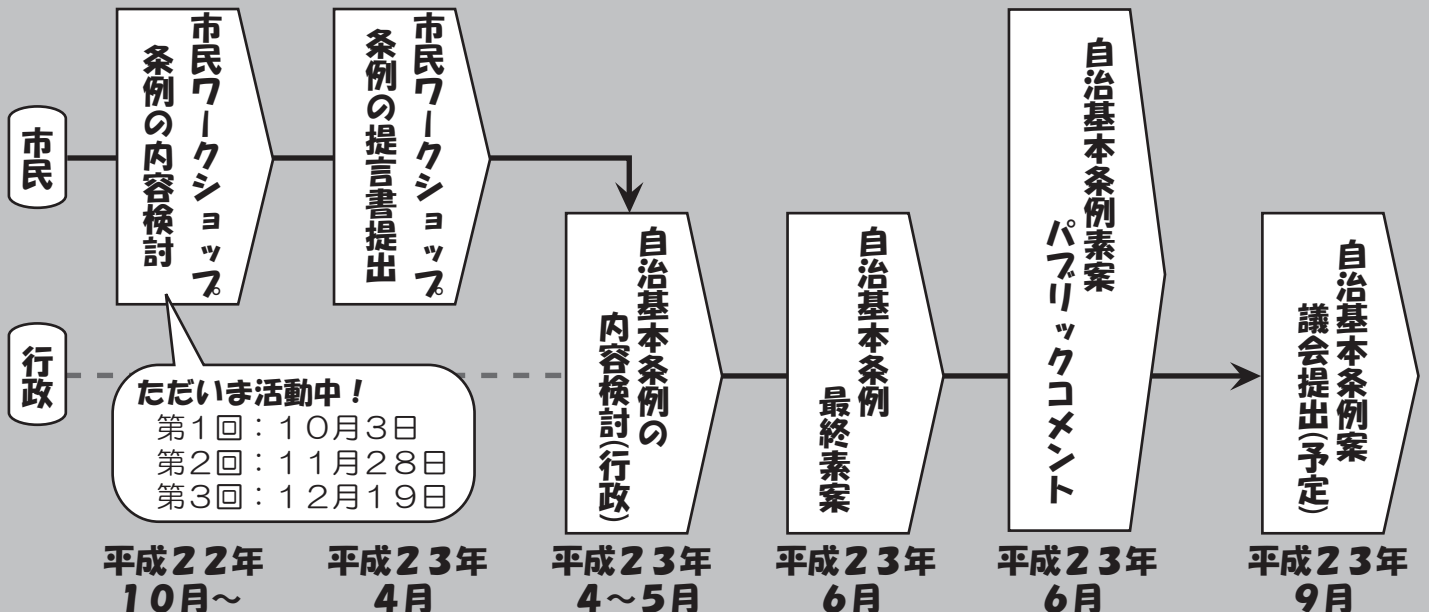 市民
市民ワークショップ
条例の内容検討
市民ワークショップ
条例の提言書提出
行政
ただいま活動中！
第１回：１０月３日
第２回：１１月２８日
第３回：１２月１９日
自治基本条例の
内容検討(行政)
自治基本条例
最終素案
自治基本条例素案
パブリックコメント
自治基本条例案
議会提出(予定)
平成２２年
１０月～
平成２３年
４月
平成２３年
４～５月
平成２３年
６月
平成２３年
６月
平成２３年
９月